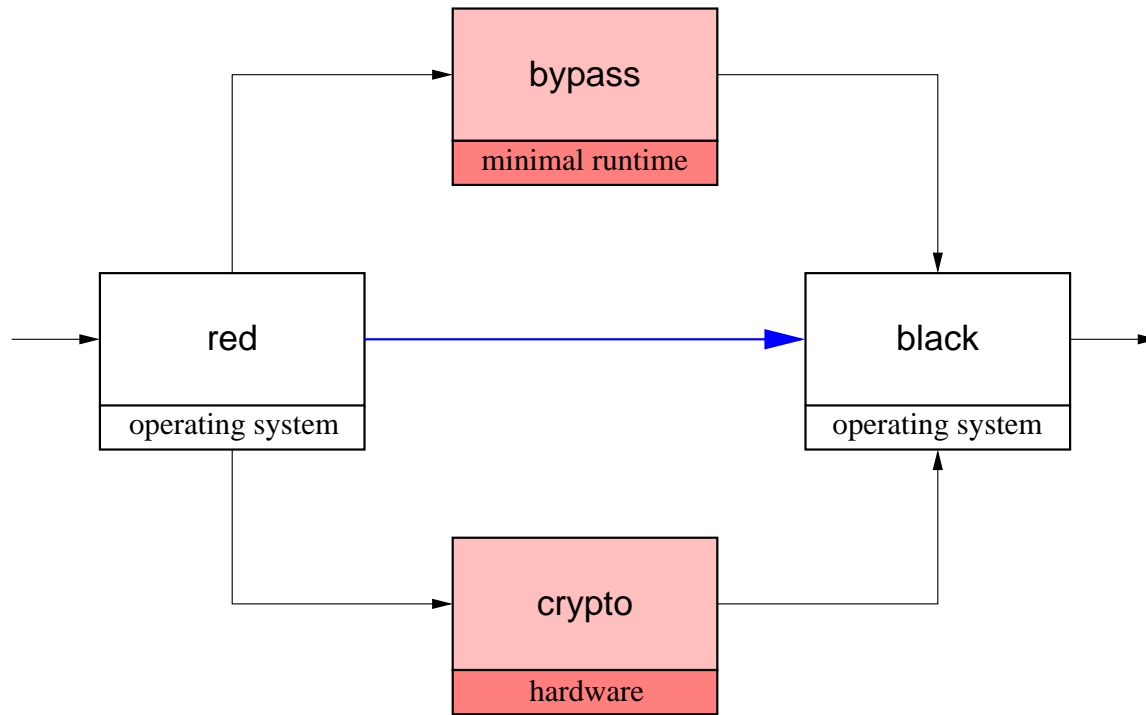 bypass
minimal runtime
red
operating system
black
operating system
crypto
hardware